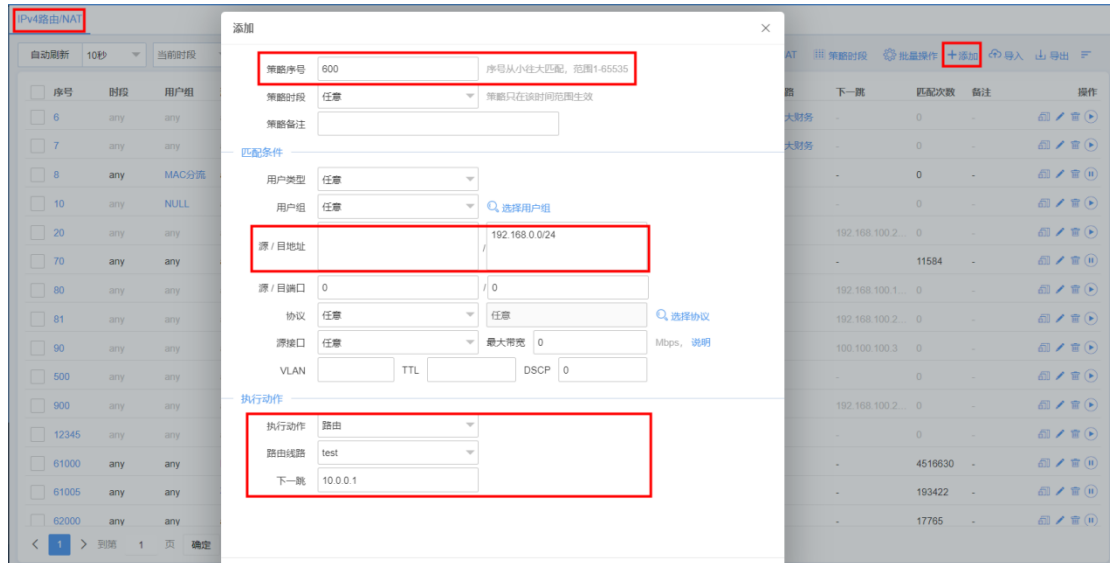 IPv4路由/NAT
添加
自动刷新 10秒 当前时段
AT 策略时段 批量操作 添加 导入 导出
策略序号 600 序号从小往大匹配，范围1-65535
策略时段 任意 策略只在该时间范围生效
策略备注
匹配条件
用户类型 任意
用户组 任意 选择用户组
源 / 目地址 / 192.168.0.0/24
源 / 目端口 0 / 0
协议 任意 任意 选择协议
源接口 任意 最大带宽 0 Mbps， 说明
VLAN TTL DSCP 0
执行动作
执行动作 路由
路由线路 test
下一跳 10.0.0.1
序号 时段 用户组 下一跳 匹配次数 备注 操作
6 any any 大财务 - 0 -
7 any any 大财务 - 0 -
8 any MAC分流 - 0 -
10 any NULL - 0 -
20 any any 192.168.100.2... 0 -
70 any any - 11584 -
80 any any 192.168.100.1... 0 -
81 any any 192.168.100.2... 0 -
90 any any 100.100.100.3 0 -
500 any any - 0 -
900 any any 192.168.100.2... 0 -
12345 any any - 0 -
61000 any any - 4516630 -
61005 any any - 193422 -
62000 any any - 17765 -
1 到第 1 页 确定